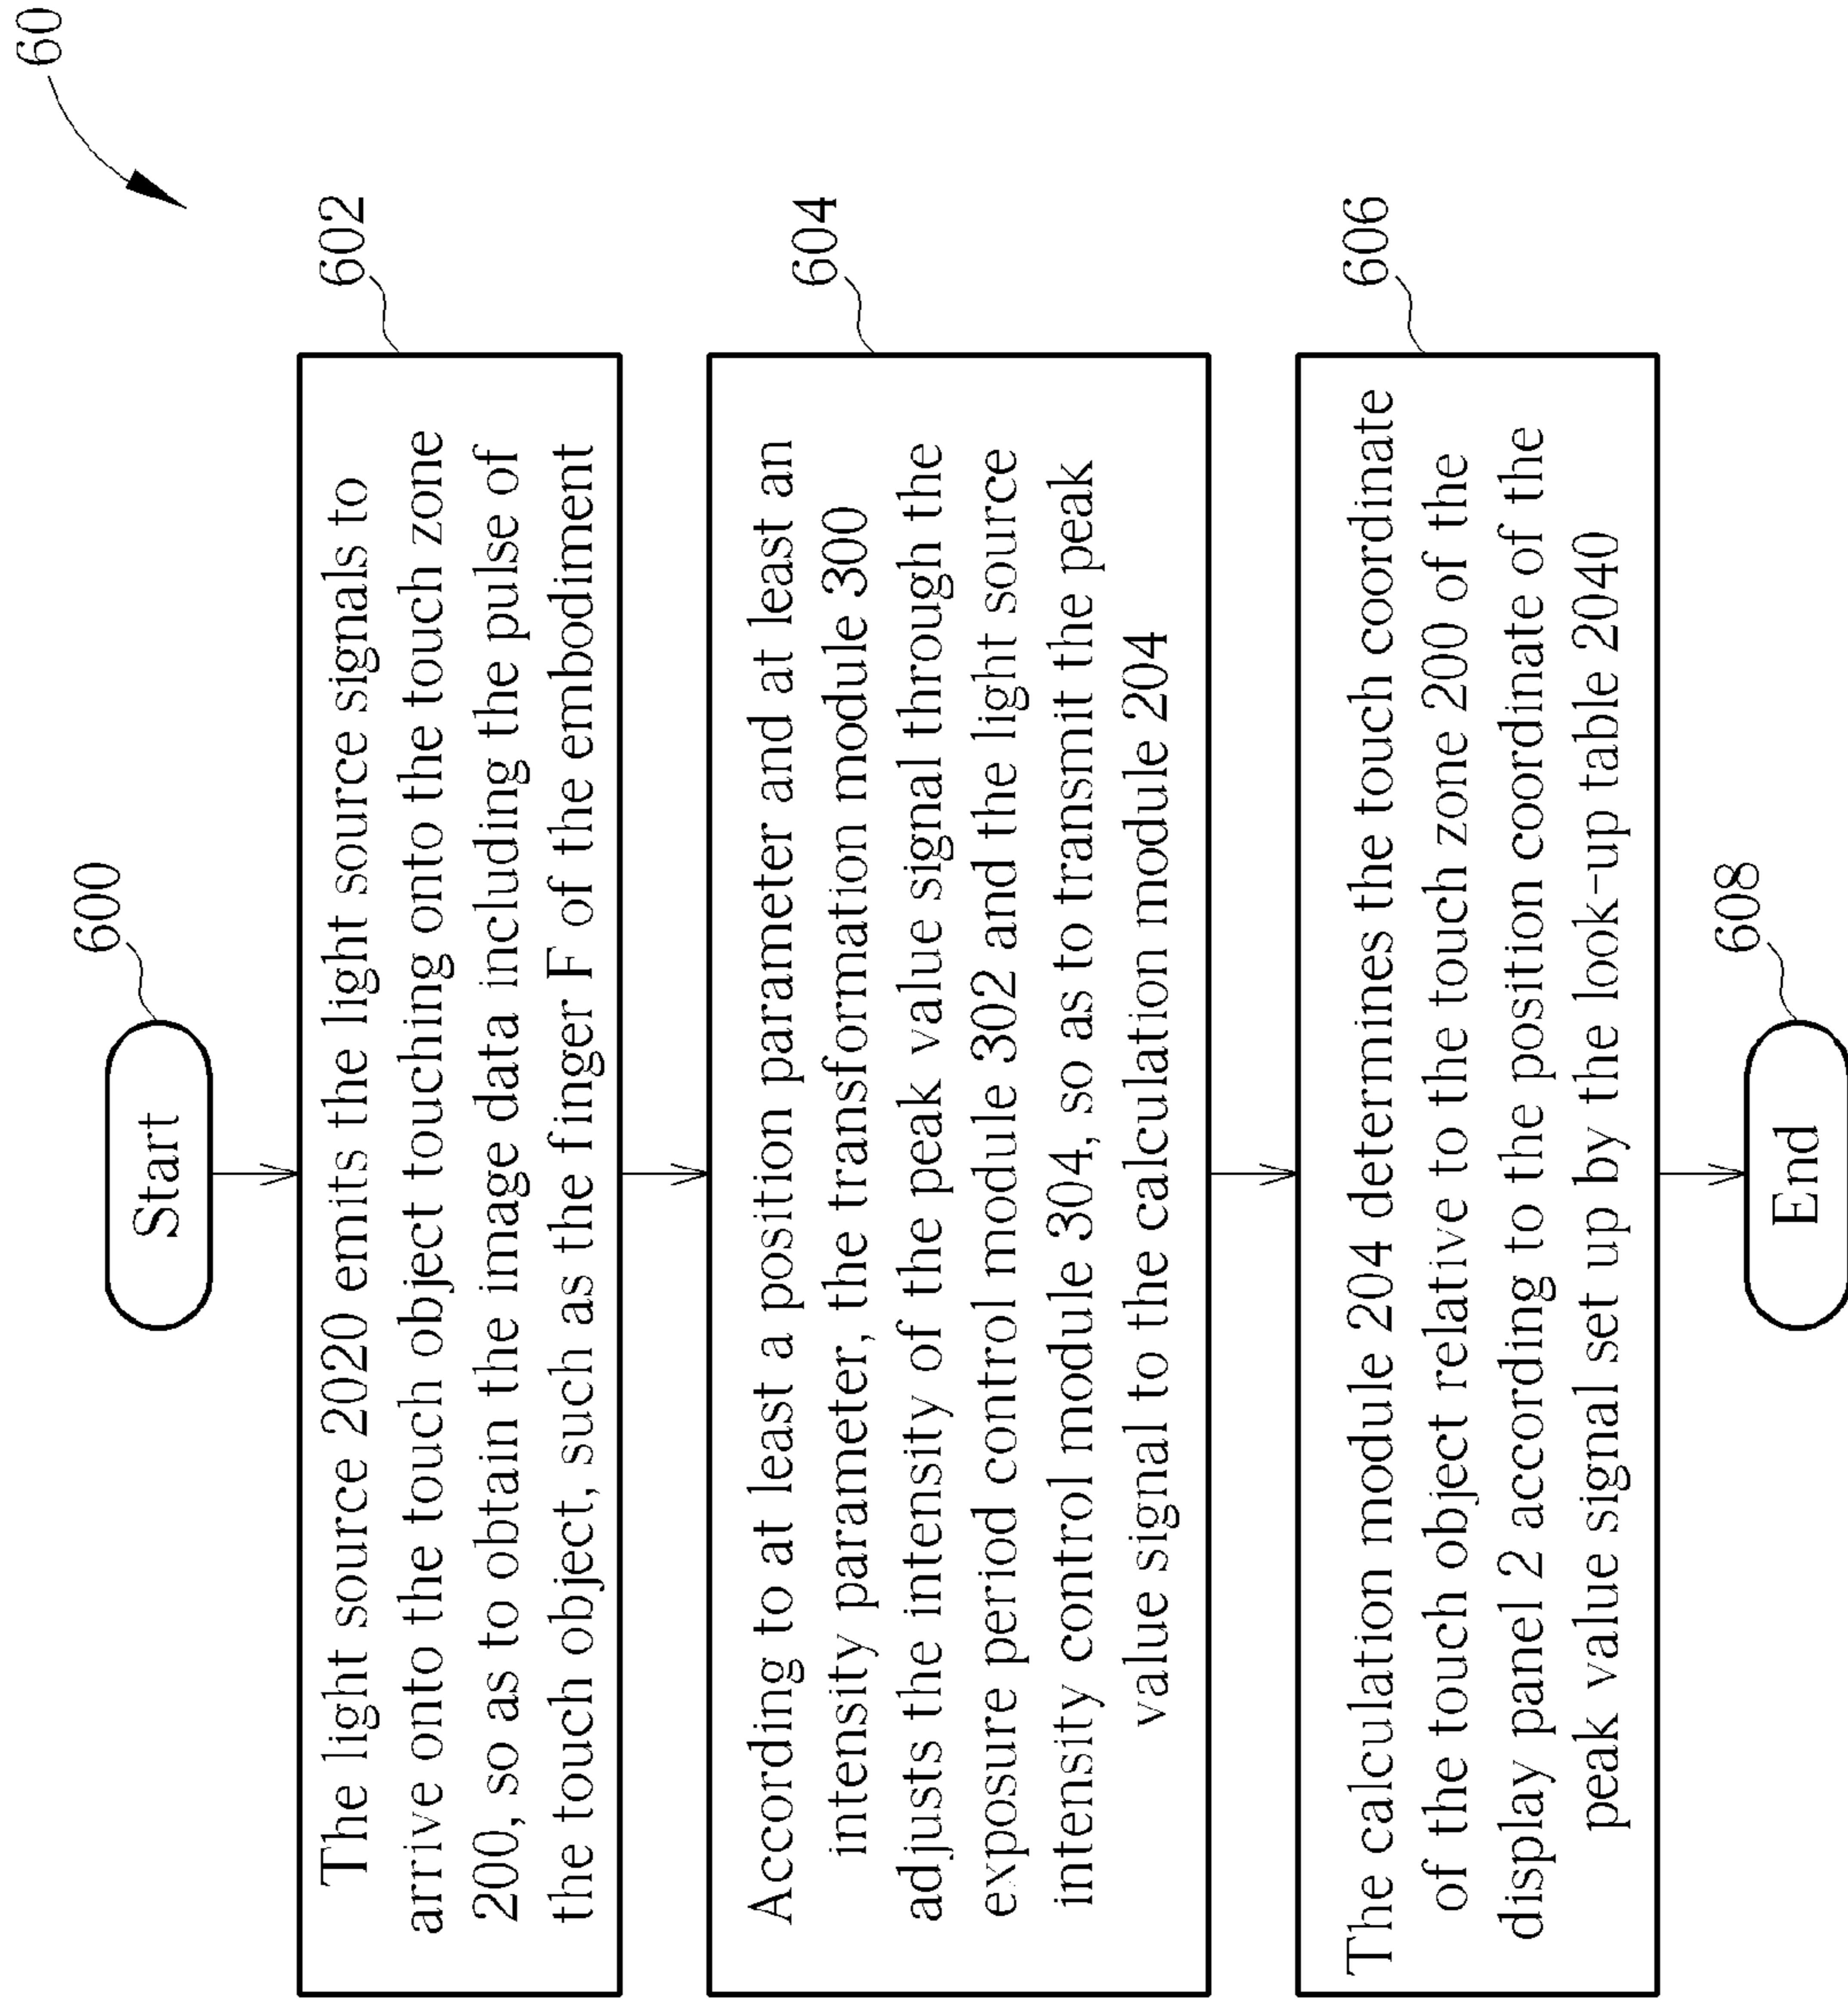 60
Start
600
The light source 2020 emits the light source signals to
arrive onto the touch object touching onto the touch zone
200, so as to obtain the image data including the pulse of
the touch object, such as the finger F of the embodiment
602
According to at least a position parameter and at least an
intensity parameter, the transformation module 300
adjusts the intensity of the peak value signal through the
exposure period control module 302 and the light source
intensity control module 304, so as to transmit the peak
value signal to the calculation module 204
604
The calculation module 204 determines the touch coordinate
of the touch object relative to the touch zone 200 of the
display panel 2 according to the position coordinate of the
peak value signal set up by the look-up table 2040
606
End
608